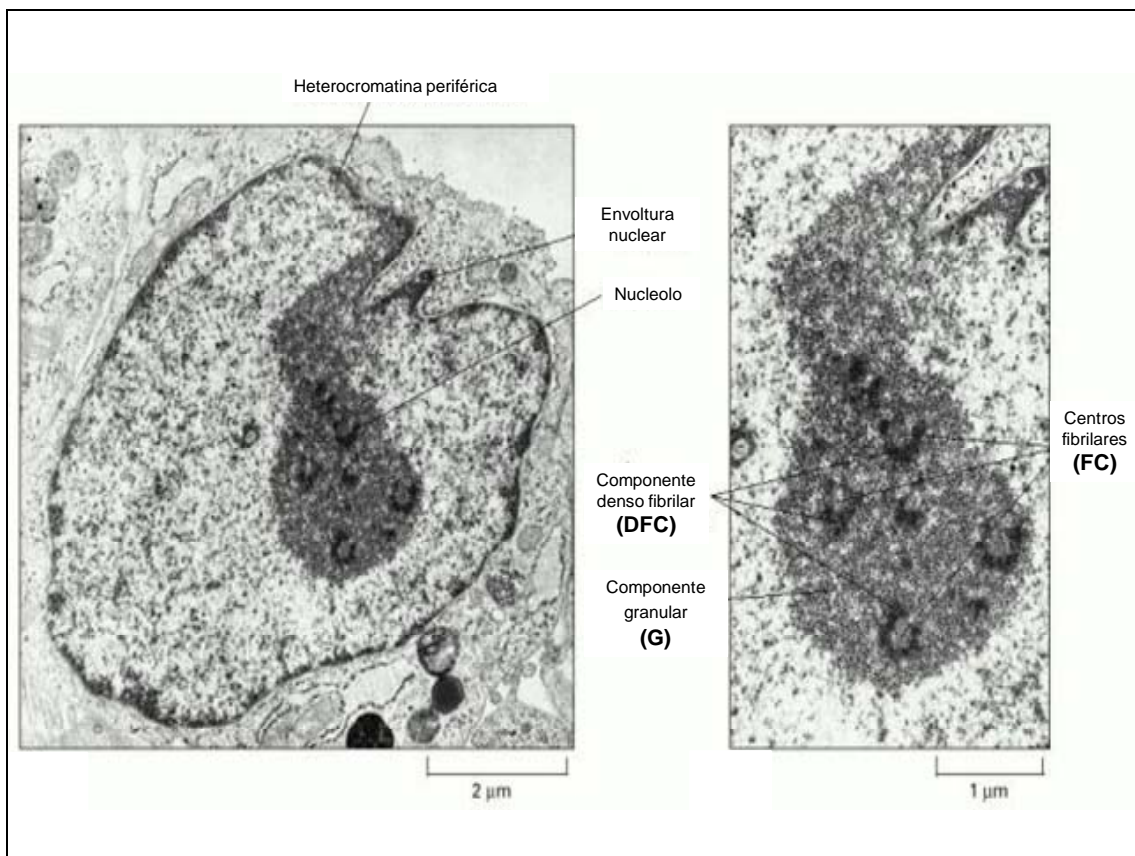 Heterocromatina periférica
Envoltura
nuclear
Nucleolo
Componente
denso fibrilar
(DFC)
Componente
granular
(G)
Centros
fibrilares
(FC)
2 μm
1 μm